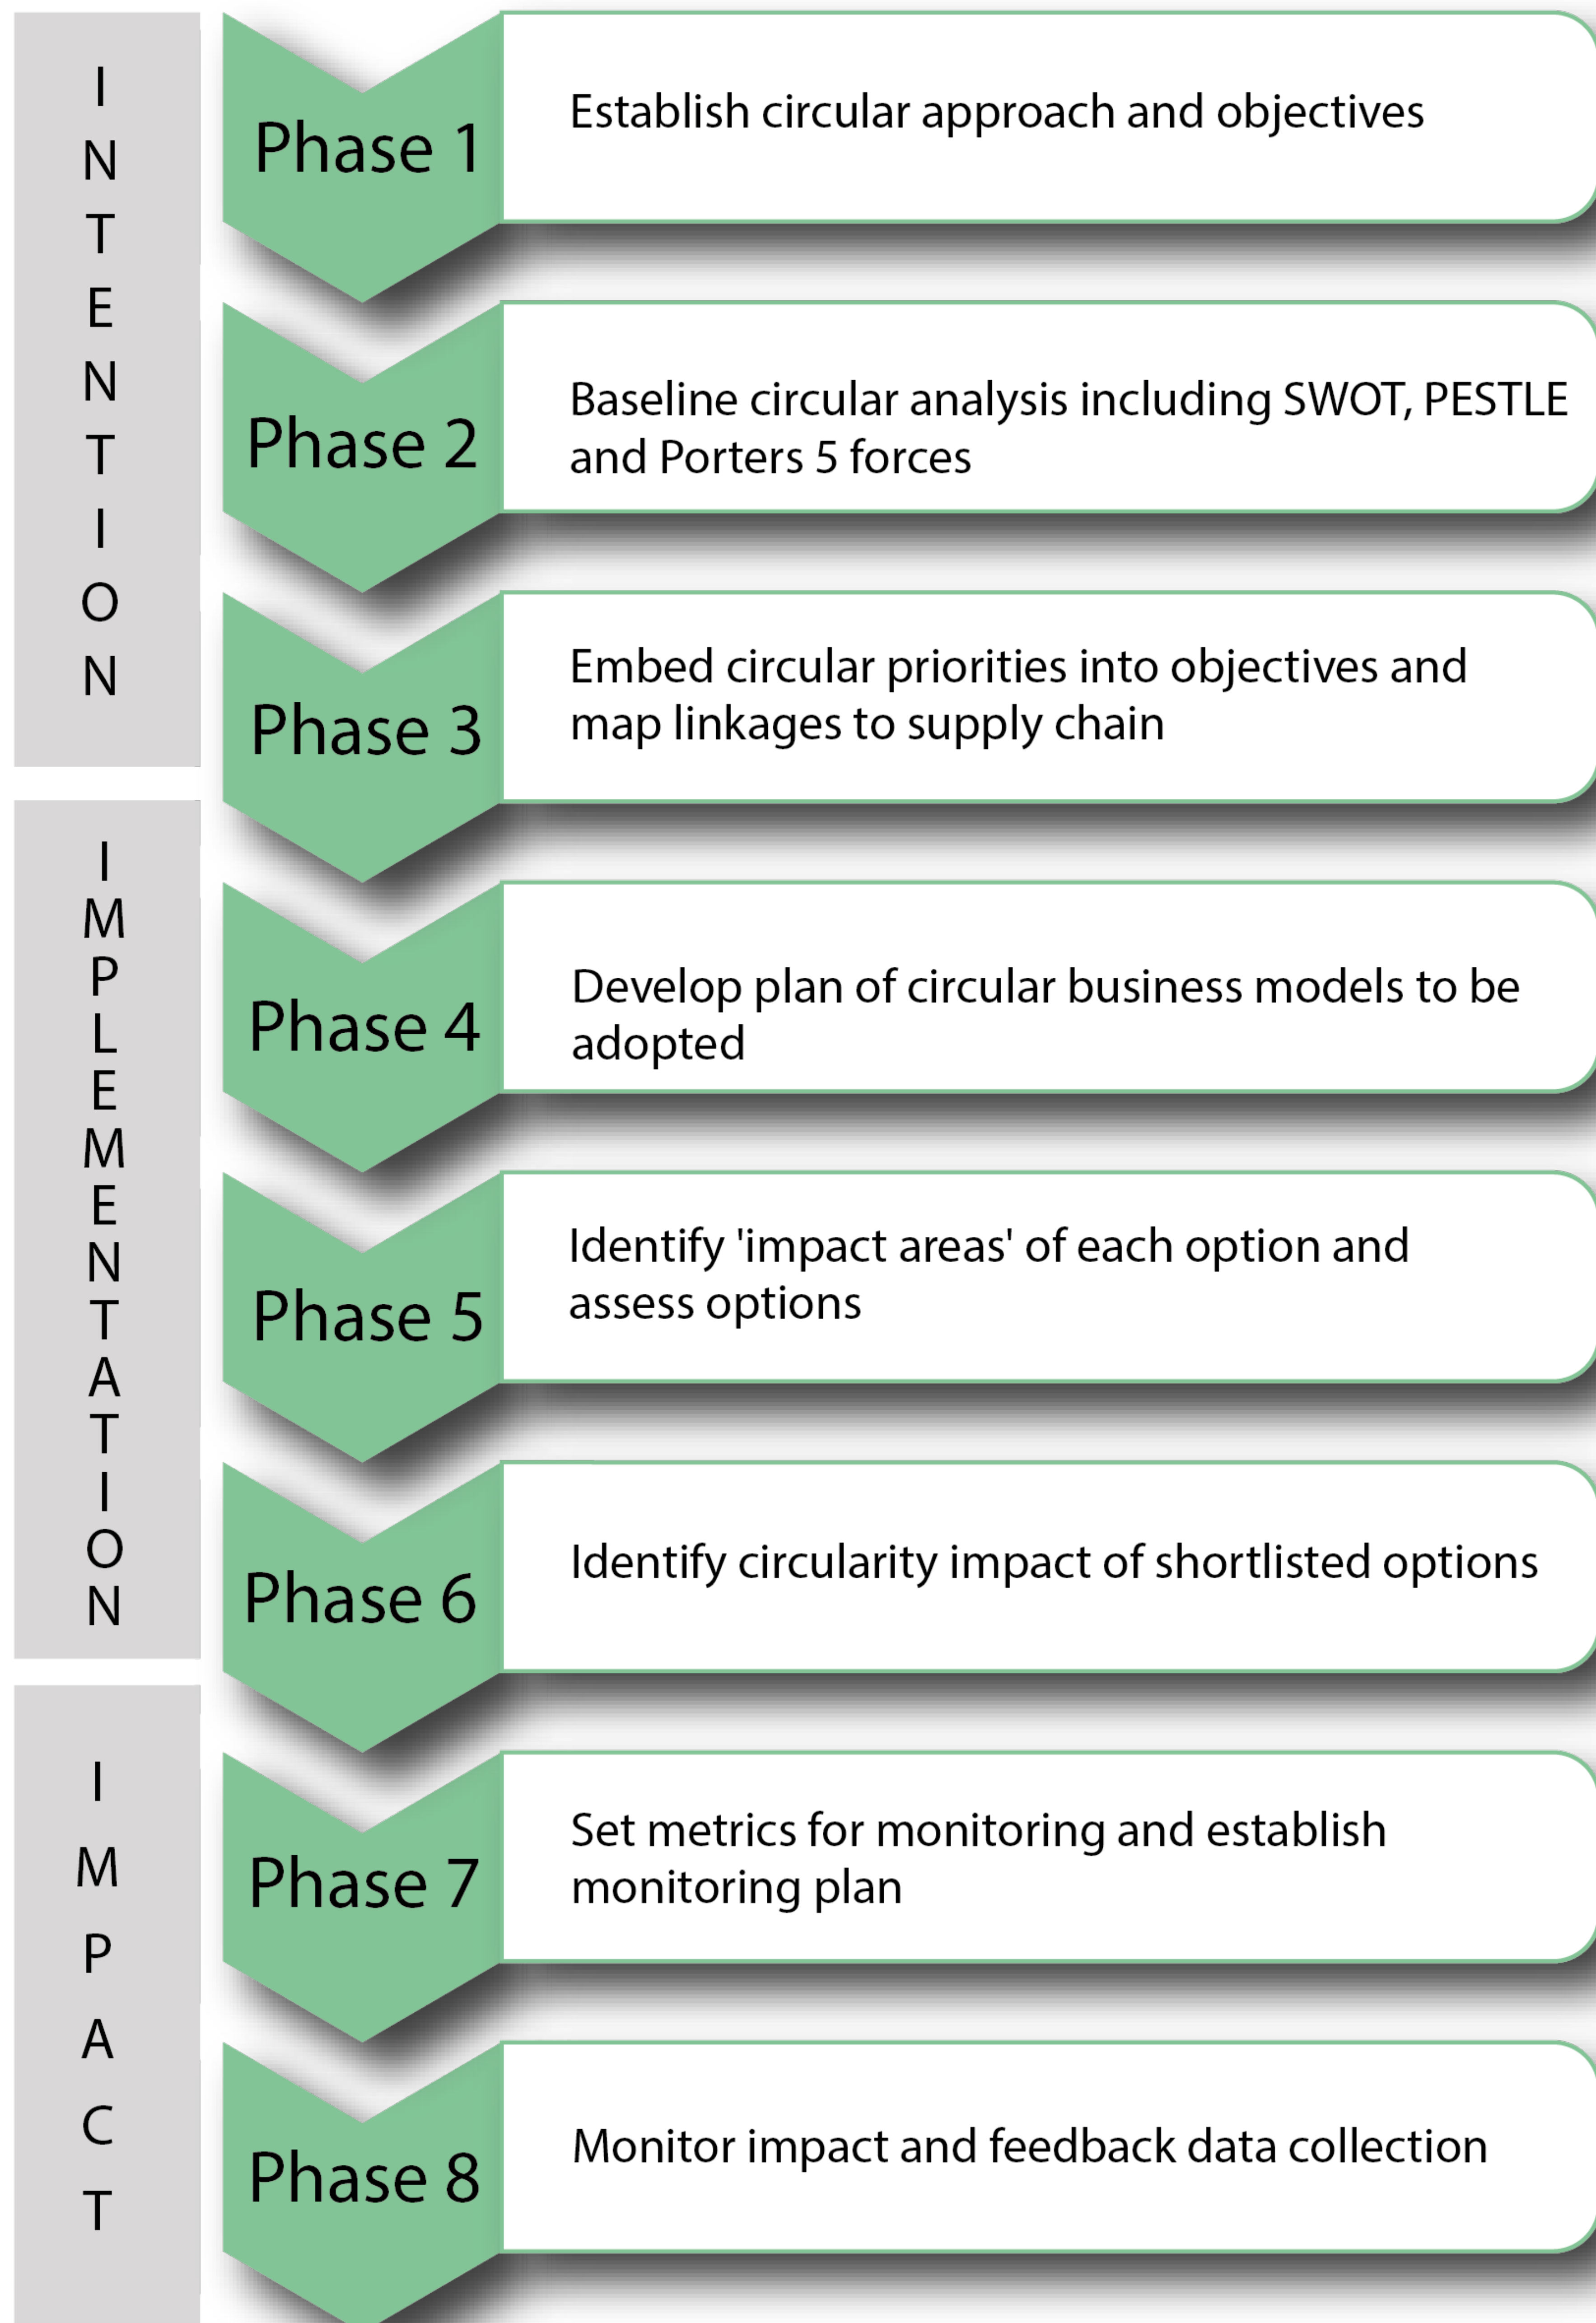 INTENTION
Phase 1
Establish circular approach and objectives
Phase 2
Baseline circular analysis including SWOT, PESTLE
and Porters 5 forces
Phase 3
Embed circular priorities into objectives and
map linkages to supply chain
IMPLEMENTATION
Phase 4
Develop plan of circular business models to be
adopted
Phase 5
Identify 'impact areas' of each option and
assess options
Phase 6
Identify circularity impact of shortlisted options
IMPACT
Phase 7
Set metrics for monitoring and establish
monitoring plan
Phase 8
Monitor impact and feedback data collection